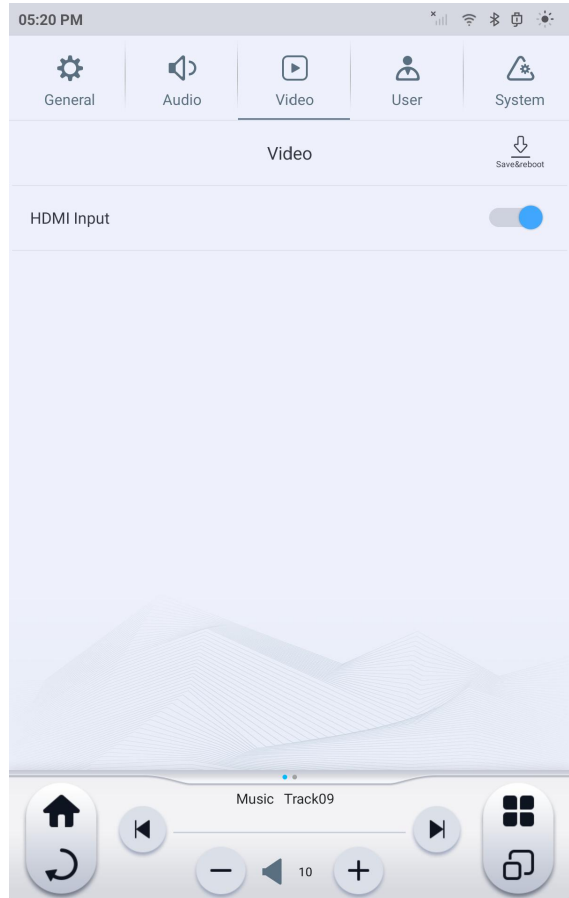 05:20 PM
General Audio Video User System
Video
Save&reboot
HDMI Input
Music Track09
10